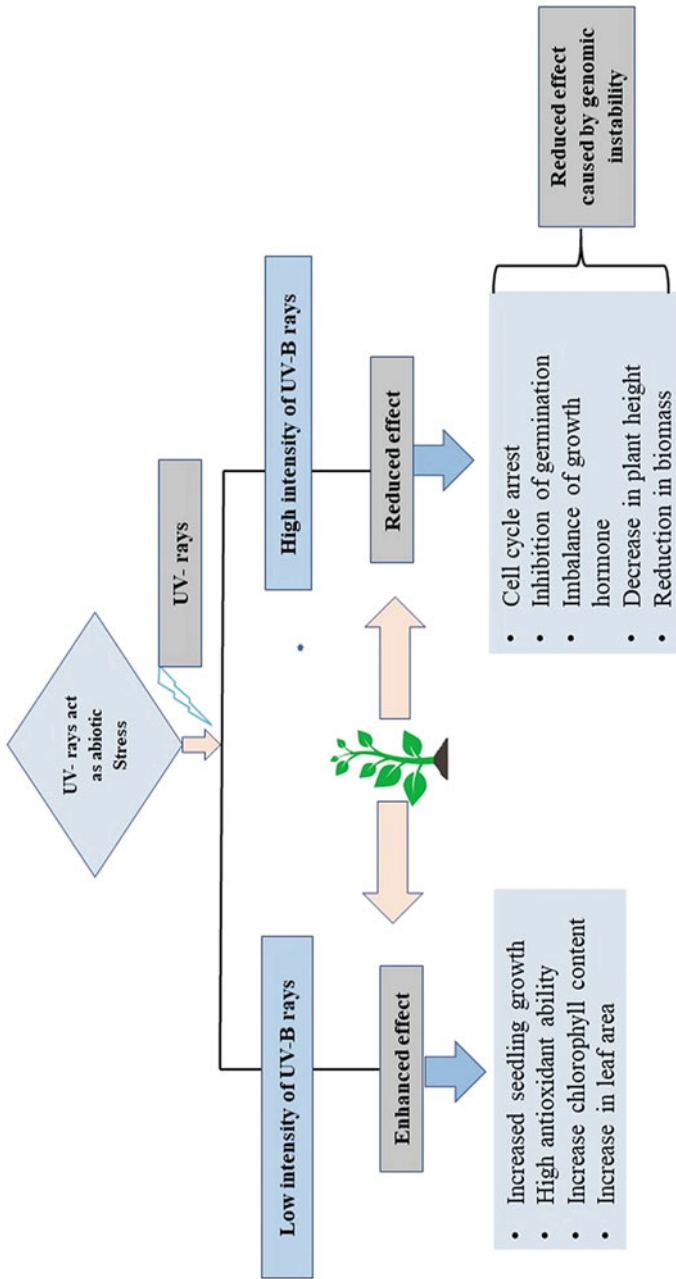 UV- rays act
as abiotic
Stress
UV- rays
Low intensity of UV-B rays
High intensity of UV-B rays
Enhanced effect
Reduced effect
• Increased seedling growth
• High antioxidant ability
• Increase chlorophyll content
• Increase in leaf area
• Cell cycle arrest
• Inhibition of germination
• Imbalance of growth
hormone
• Decrease in plant height
• Reduction in biomass
Reduced effect
caused by genomic
instability